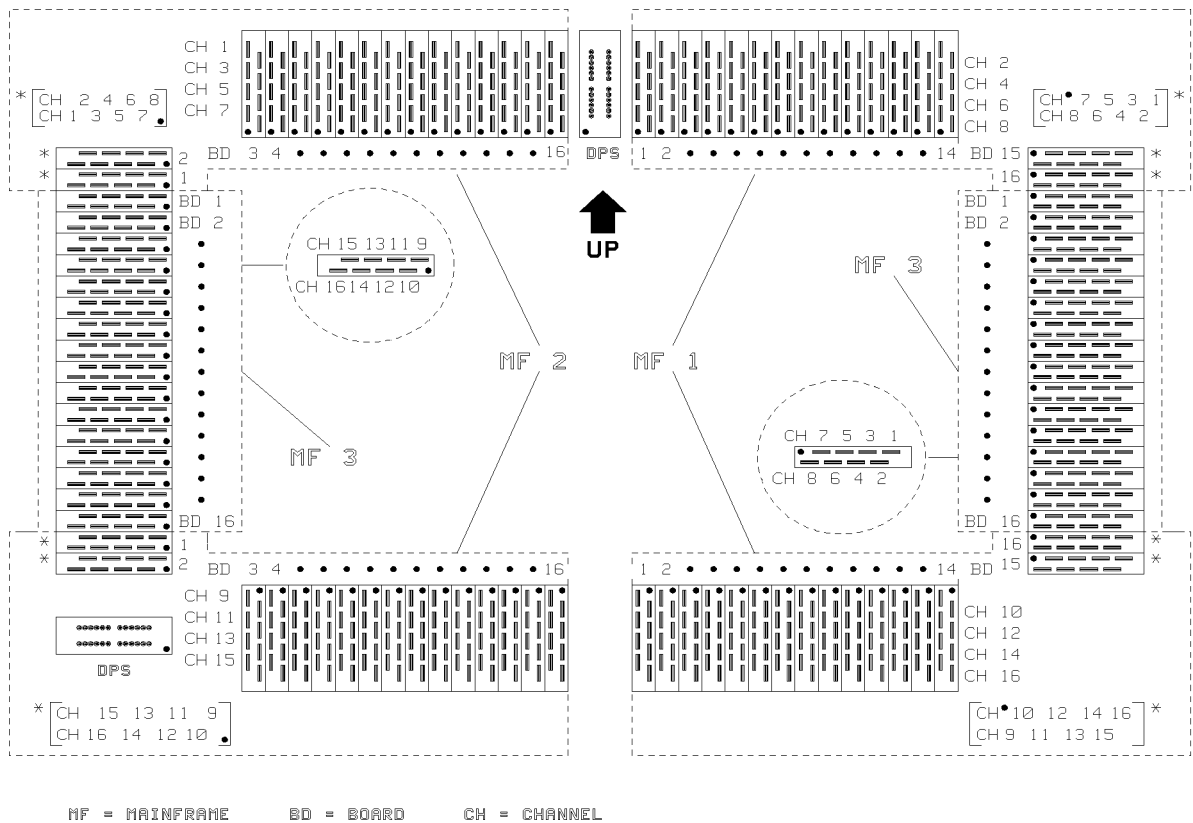 CH 1
CH 3
CH 5
CH 7
* CH 2 4 6 8
CH 1 3 5 7
CH 2
CH 4
CH 6
CH 8
CH 7 5 3 1 *
CH 8 6 4 2
BD 3 4 16
DPS
1 2 14 BD 15
16
* 2
* 1
*
*
BD 1
BD 2
BD 1
BD 2
UP
CH 15 13 11 9
CH 16 14 12 10
MF 3
MF 2
MF 1
MF 3
CH 7 5 3 1
CH 8 6 4 2
BD 16
BD 16
* 1
* 2
16 *
15 *
BD 3 4 16
1 2 14 BD
CH 9
CH 11
CH 13
CH 15
CH 10
CH 12
CH 14
CH 16
DPS
* CH 15 13 11 9
CH 16 14 12 10
CH 10 12 14 16 *
CH 9 11 13 15
MF = MAINFRAME BD = BOARD CH = CHANNEL